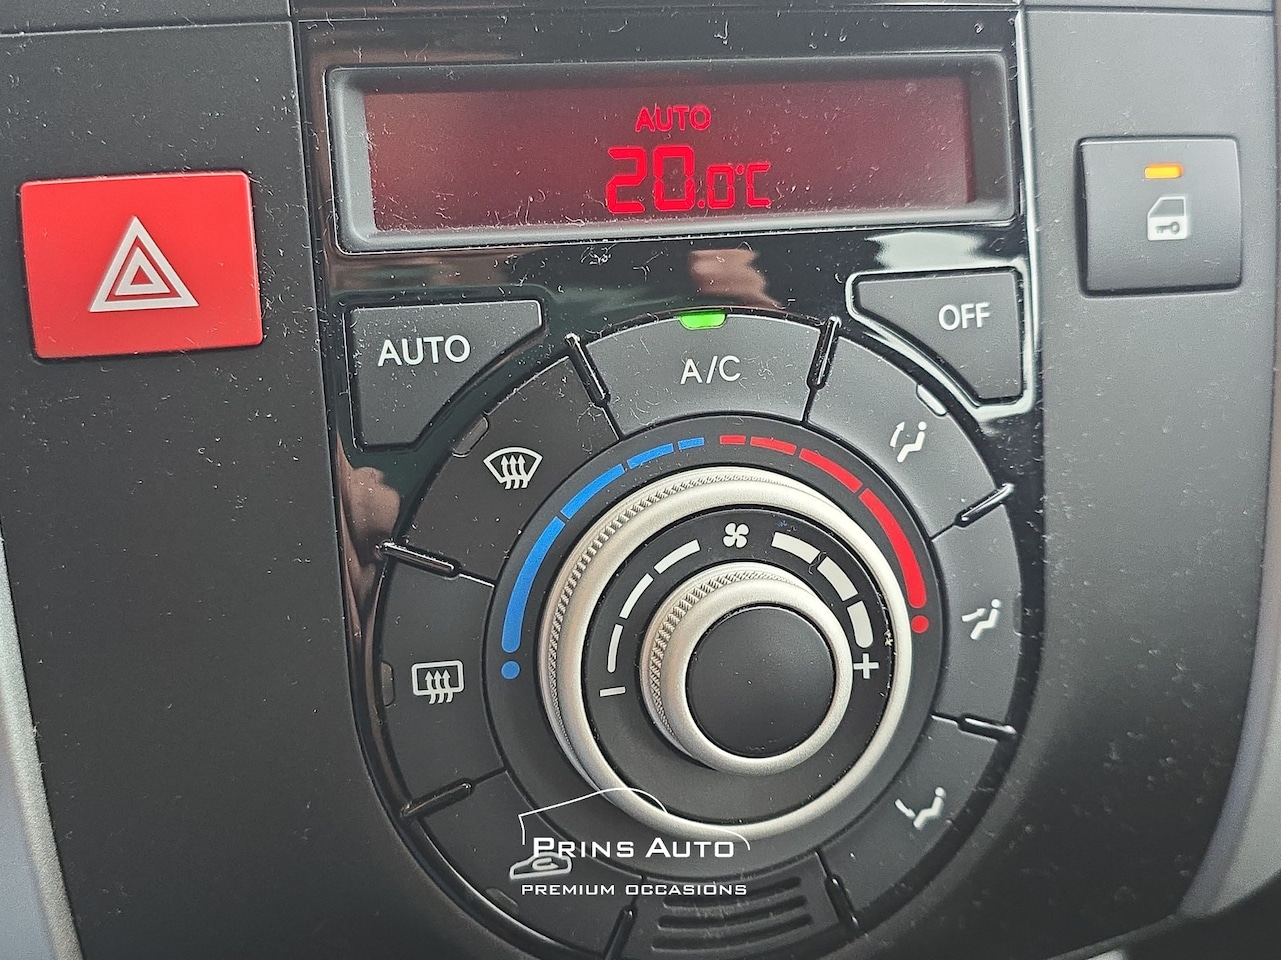 AUTO
20.0°C
AUTO
A/C
OFF
PRINS AUTO
PREMIUM OCCASIONS